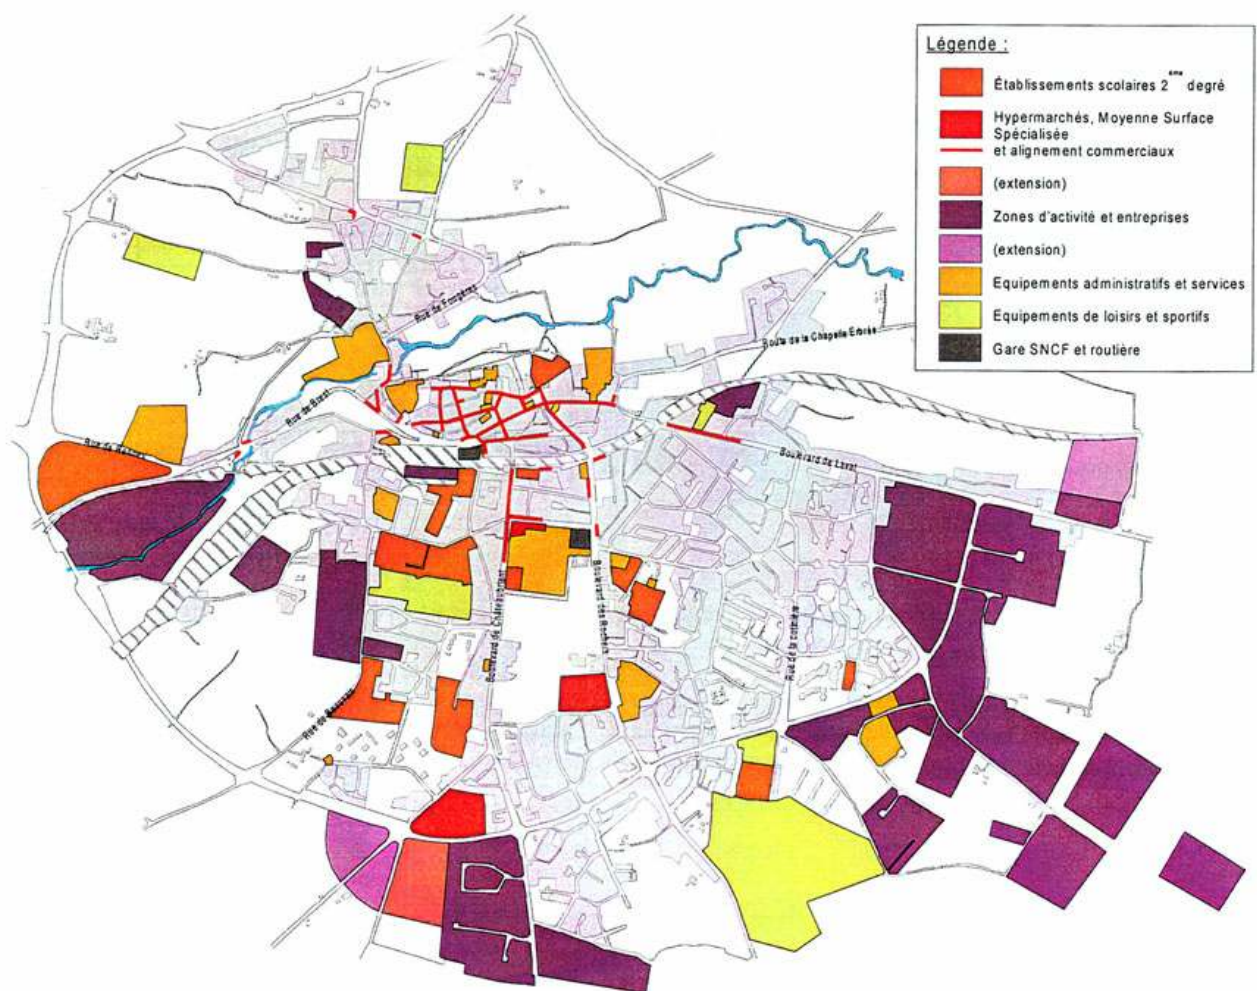 Légende :
Établissements scolaires 2ème degré
Hypermarchés, Moyenne Surface
Spécialisée
et alignement commerciaux
(extension)
Zones d'activité et entreprises
(extension)
Equipements administratifs et services
Equipements de loisirs et sportifs
Gare SNCF et routière
Rue de Fougères
Route de la Chapelle Erbrée
Rue de Brest
Rue de Rennes
Boulevard de Laval
Boulevard de Châteaubriant
Boulevard des Rochers
Rue de la
Rue de Beauvais